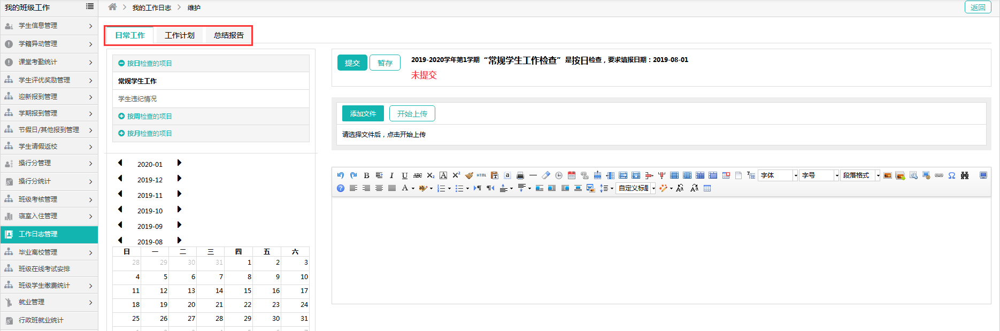 我的班级工作
学生信息管理
学籍异动管理
课堂考勤统计
学生评优奖励管理
迎新报到管理
学期报到管理
节假日/其他报到管理
学生请假返校
操行分管理
操行分统计
班级考核管理
寝室入住管理
工作日志管理
毕业离校管理
班级在线考试安排
班级学生缴费统计
就业管理
行政班就业统计
我的工作日志 维护
返回
日常工作 工作计划 总结报告
按日检查的项目
常规学生工作
学生违纪情况
按周检查的项目
按月检查的项目
2020-01
2019-12
2019-11
2019-10
2019-09
2019-08
日 一 二 三 四 五 六
28 29 30 31 1 2 3
4 5 6 7 8 9 10
11 12 13 14 15 16 17
18 19 20 21 22 23 24
25 26 27 28 29 30 31
提交 暂存 2019-2020学年第1学期“常规学生工作检查”是按日检查，要求填报日期：2019-08-01
未提交
添加文件 开始上传
请选择文件后，点击开始上传
HTML 字体 字号 段落格式
自定义标题